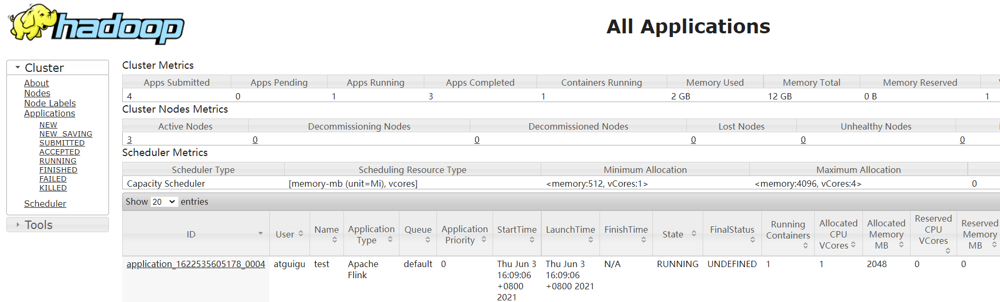 hadoop
All Applications
Cluster
About
Nodes
Node Labels
Applications
NEW
NEW_SAVING
SUBMITTED
ACCEPTED
RUNNING
FINISHED
FAILED
KILLED
Scheduler
Tools
Cluster Metrics
Apps Submitted Apps Pending Apps Running Apps Completed Containers Running Memory Used Memory Total Memory Reserved
4 0 1 3 1 2 GB 12 GB 0 B 1
Cluster Nodes Metrics
Active Nodes Decommissioning Nodes Decommissioned Nodes Lost Nodes Unhealthy Nodes
3 0 0 0 0 0
Scheduler Metrics
Scheduler Type Scheduling Resource Type Minimum Allocation Maximum Allocation
Capacity Scheduler [memory-mb (unit=Mi), vcores] <memory:512, vCores:1> <memory:4096, vCores:4> 0
Show 20 entries
ID User Name Application Type Queue Application Priority StartTime LaunchTime FinishTime State FinalStatus Running Containers Allocated CPU VCores Allocated Memory MB Reserved CPU VCores Reserved Memory MB
application_1622535605178_0004 atguigu test Apache Flink default 0 Thu Jun 3 16:09:06 +0800 2021 Thu Jun 3 16:09:06 +0800 2021 N/A RUNNING UNDEFINED 1 1 2048 0 0